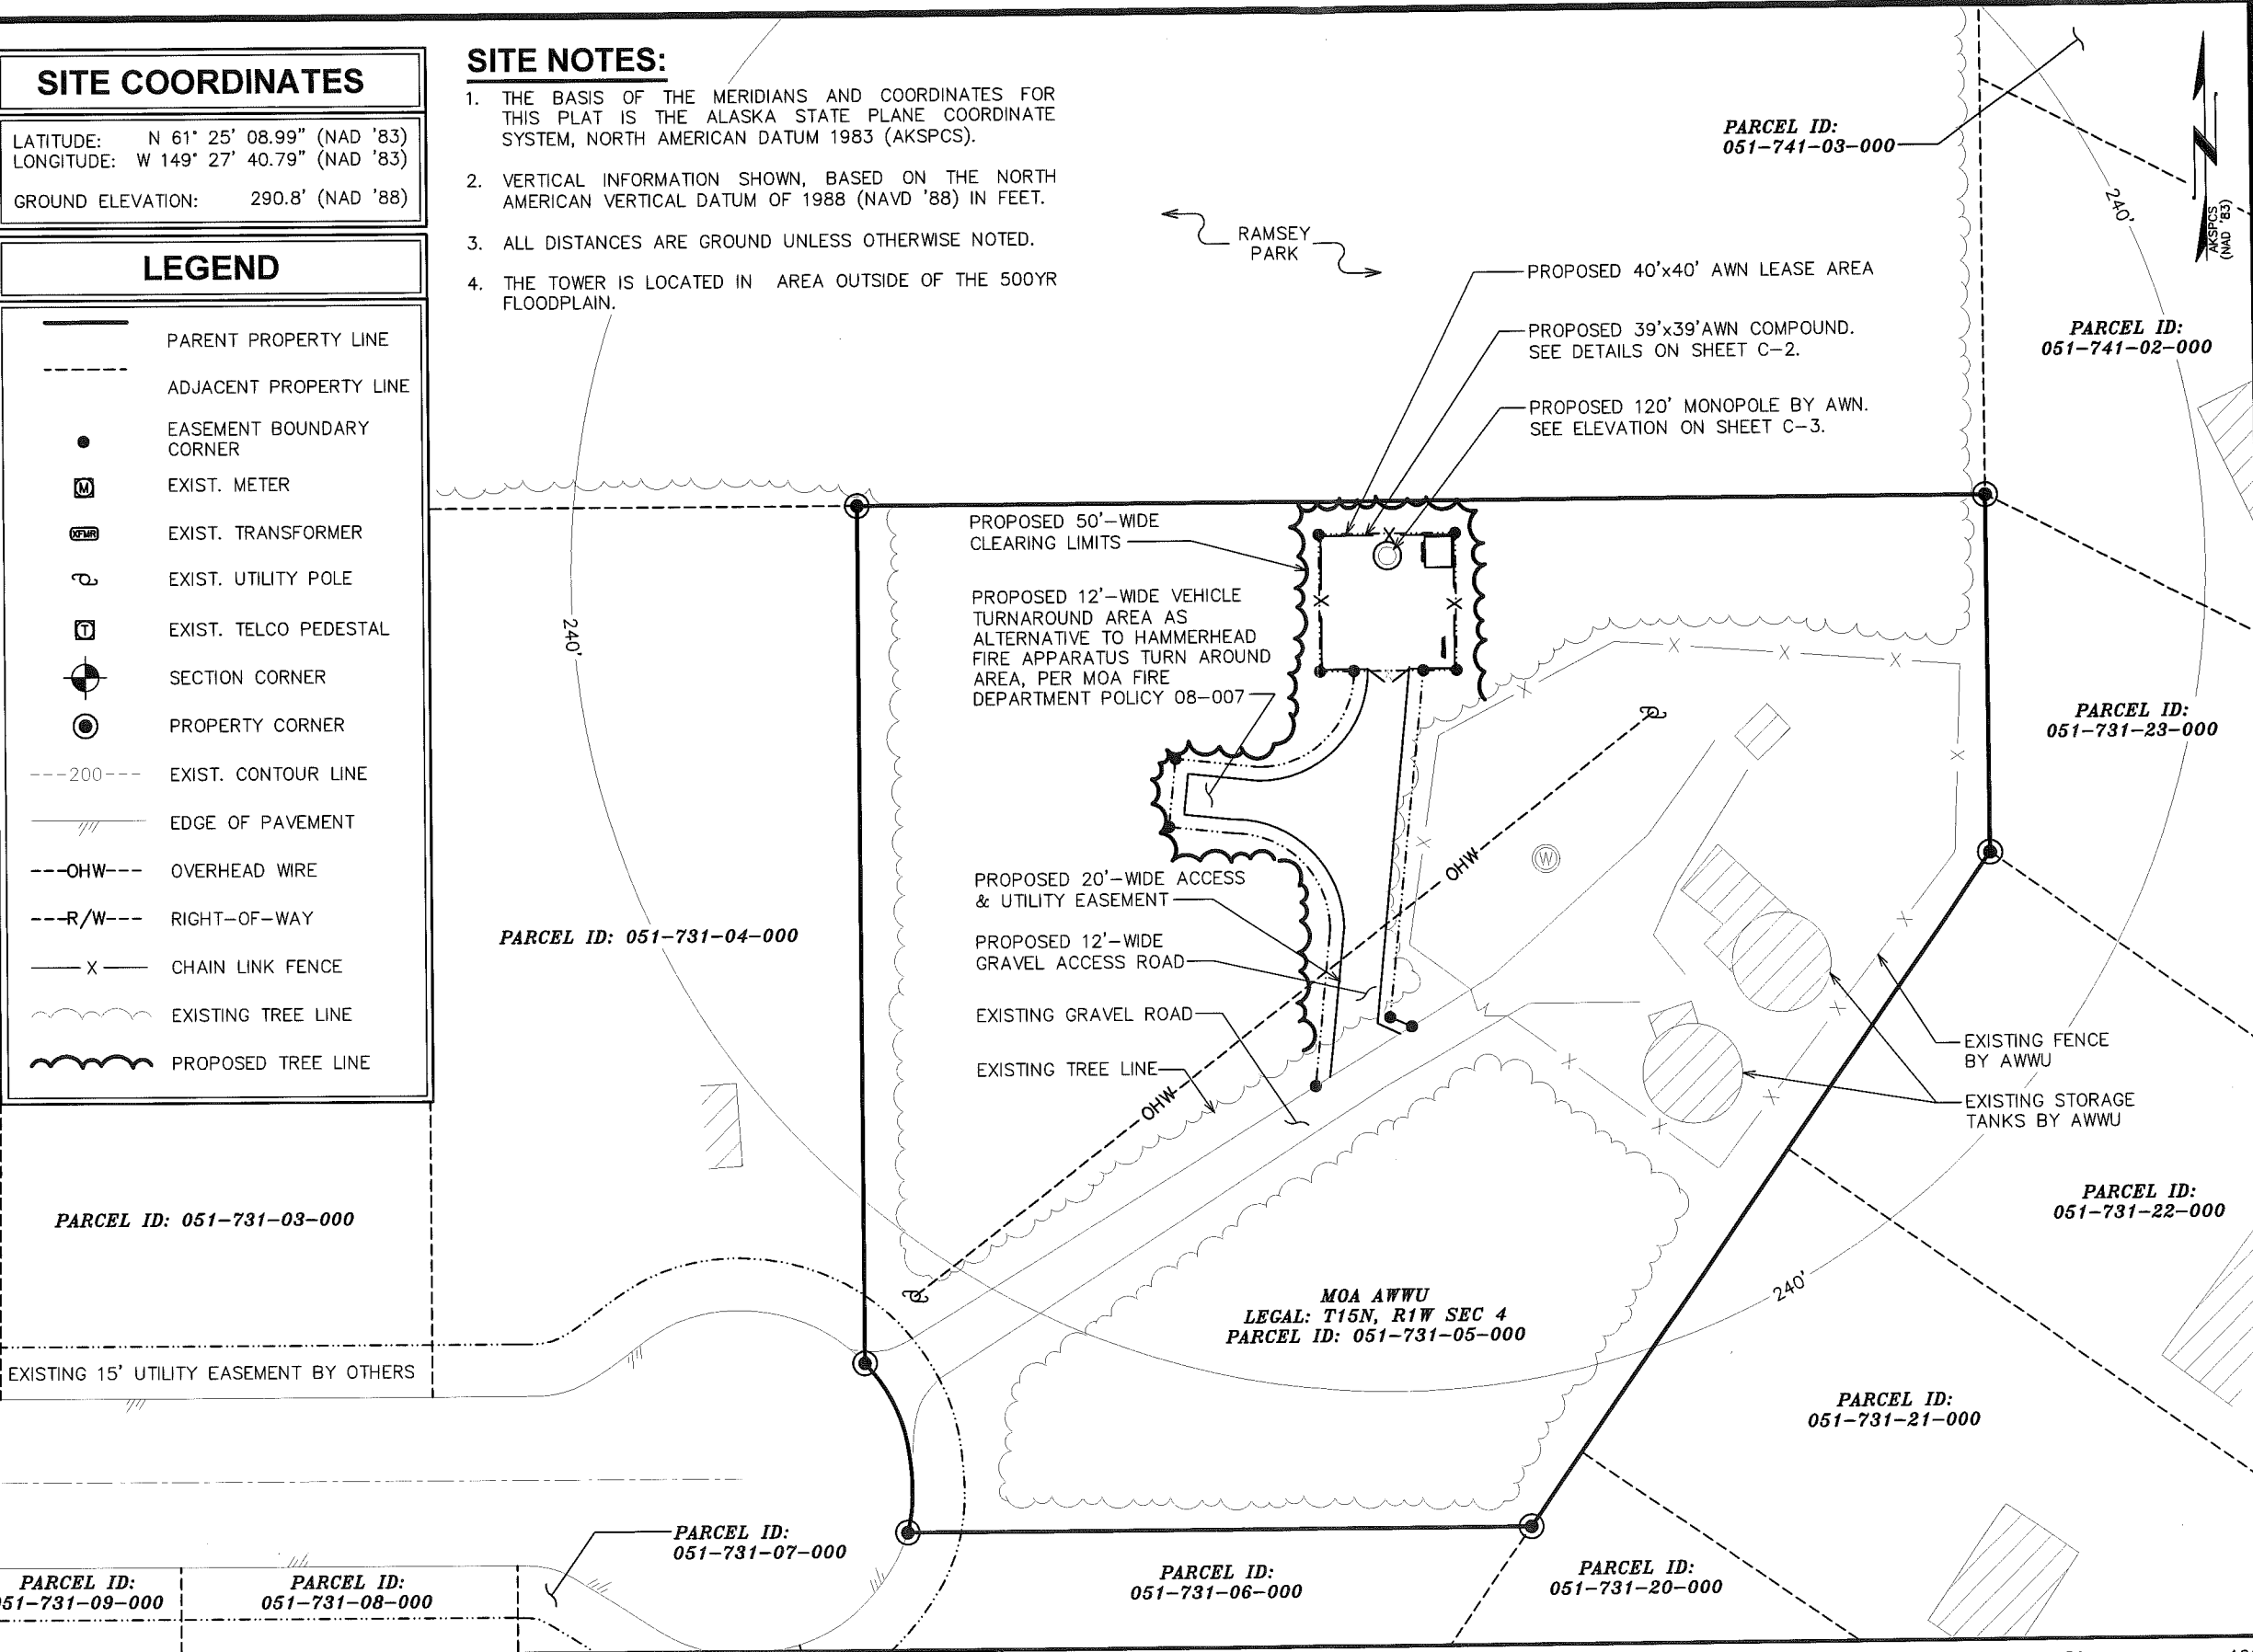 SITE COORDINATES
LATITUDE: N 61° 25' 08.99" (NAD '83)
LONGITUDE: W 149° 27' 40.79" (NAD '83)
GROUND ELEVATION: 290.8' (NAD '88)
LEGEND
PARENT PROPERTY LINE
ADJACENT PROPERTY LINE
EASEMENT BOUNDARY
CORNER
M EXIST. METER
XFMR EXIST. TRANSFORMER
EXIST. UTILITY POLE
T EXIST. TELCO PEDESTAL
SECTION CORNER
PROPERTY CORNER
---200--- EXIST. CONTOUR LINE
EDGE OF PAVEMENT
---OHW--- OVERHEAD WIRE
---R/W--- RIGHT-OF-WAY
X CHAIN LINK FENCE
EXISTING TREE LINE
PROPOSED TREE LINE
SITE NOTES:
1. THE BASIS OF THE MERIDIANS AND COORDINATES FOR
THIS PLAT IS THE ALASKA STATE PLANE COORDINATE
SYSTEM, NORTH AMERICAN DATUM 1983 (AKSPCS).
2. VERTICAL INFORMATION SHOWN, BASED ON THE NORTH
AMERICAN VERTICAL DATUM OF 1988 (NAVD '88) IN FEET.
3. ALL DISTANCES ARE GROUND UNLESS OTHERWISE NOTED.
4. THE TOWER IS LOCATED IN AREA OUTSIDE OF THE 500YR
FLOODPLAIN.
RAMSEY
PARK
PARCEL ID:
051-741-03-000
240'
N
AKSPCS
(NAD '83)
PROPOSED 40'x40' AWN LEASE AREA
PROPOSED 39'x39'AWN COMPOUND.
SEE DETAILS ON SHEET C-2.
PROPOSED 120' MONOPOLE BY AWN.
SEE ELEVATION ON SHEET C-3.
PARCEL ID:
051-741-02-000
PROPOSED 50'-WIDE
CLEARING LIMITS
PROPOSED 12'-WIDE VEHICLE
TURNAROUND AREA AS
ALTERNATIVE TO HAMMERHEAD
FIRE APPARATUS TURN AROUND
AREA, PER MOA FIRE
DEPARTMENT POLICY 08-007
240'
PARCEL ID:
051-731-23-000
OHW
W
PROPOSED 20'-WIDE ACCESS
& UTILITY EASEMENT
PROPOSED 12'-WIDE
GRAVEL ACCESS ROAD
EXISTING GRAVEL ROAD
EXISTING TREE LINE
OHW
PARCEL ID: 051-731-04-000
EXISTING FENCE
BY AWWU
EXISTING STORAGE
TANKS BY AWWU
PARCEL ID: 051-731-03-000
PARCEL ID:
051-731-22-000
240'
MOA AWWU
LEGAL: T15N, R1W SEC 4
PARCEL ID: 051-731-05-000
EXISTING 15' UTILITY EASEMENT BY OTHERS
PARCEL ID:
051-731-21-000
PARCEL ID:
051-731-07-000
PARCEL ID:
51-731-09-000
PARCEL ID:
051-731-08-000
PARCEL ID:
051-731-06-000
PARCEL ID:
051-731-20-000